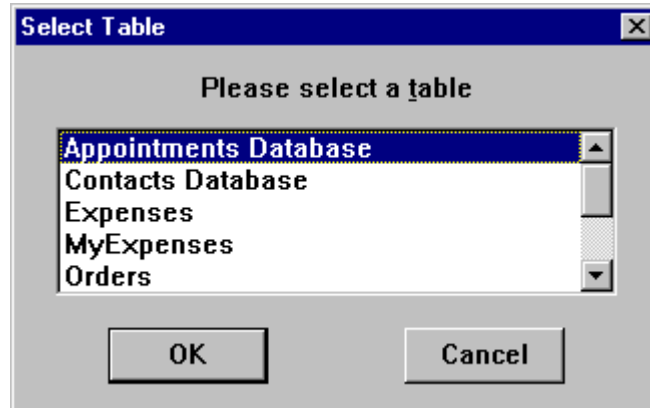 Select Table
Please select a table
Appointments Database
Contacts Database
Expenses
MyExpenses
Orders
OK Cancel